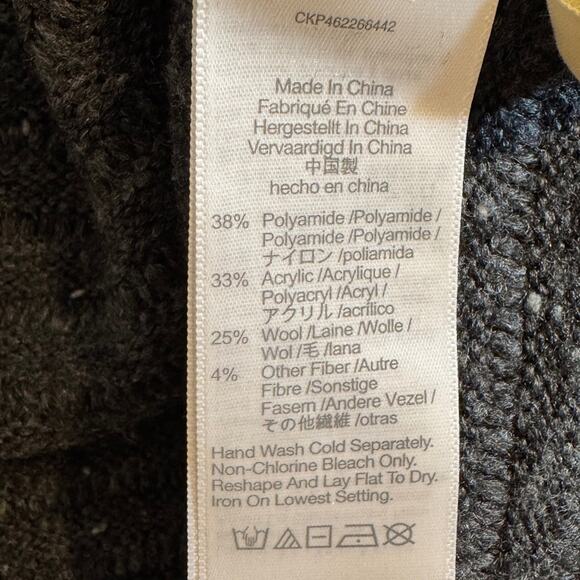 CKP462266442
Made In China
Fabriqué En Chine
Hergestellt In China
Vervaardigd In China
中国製
hecho en china
38% Polyamide /Polyamide /
Polyamide /Polyamide /
ナイロン /poliamida
33% Acrylic /Acrylique /
Polyacryl /Acryl /
アクリル /acrílico
25% Wool /Laine /Wolle /
Wol /毛 /lana
4% Other Fiber /Autre
Fibre /Sonstige
Fasern /Andere Vezel /
その他繊維 /otras
Hand Wash Cold Separately.
Non-Chlorine Bleach Only.
Reshape And Lay Flat To Dry.
Iron On Lowest Setting.